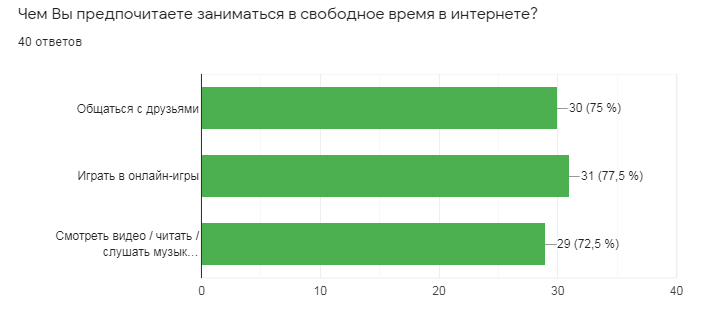 Чем Вы предпочитаете заниматься в свободное время в интернете?
40 ответов
Общаться с друзьями
30 (75 %)
Играть в онлайн-игры
31 (77,5 %)
Смотреть видео / читать /
слушать музык...
29 (72,5 %)
0 10 20 30 40